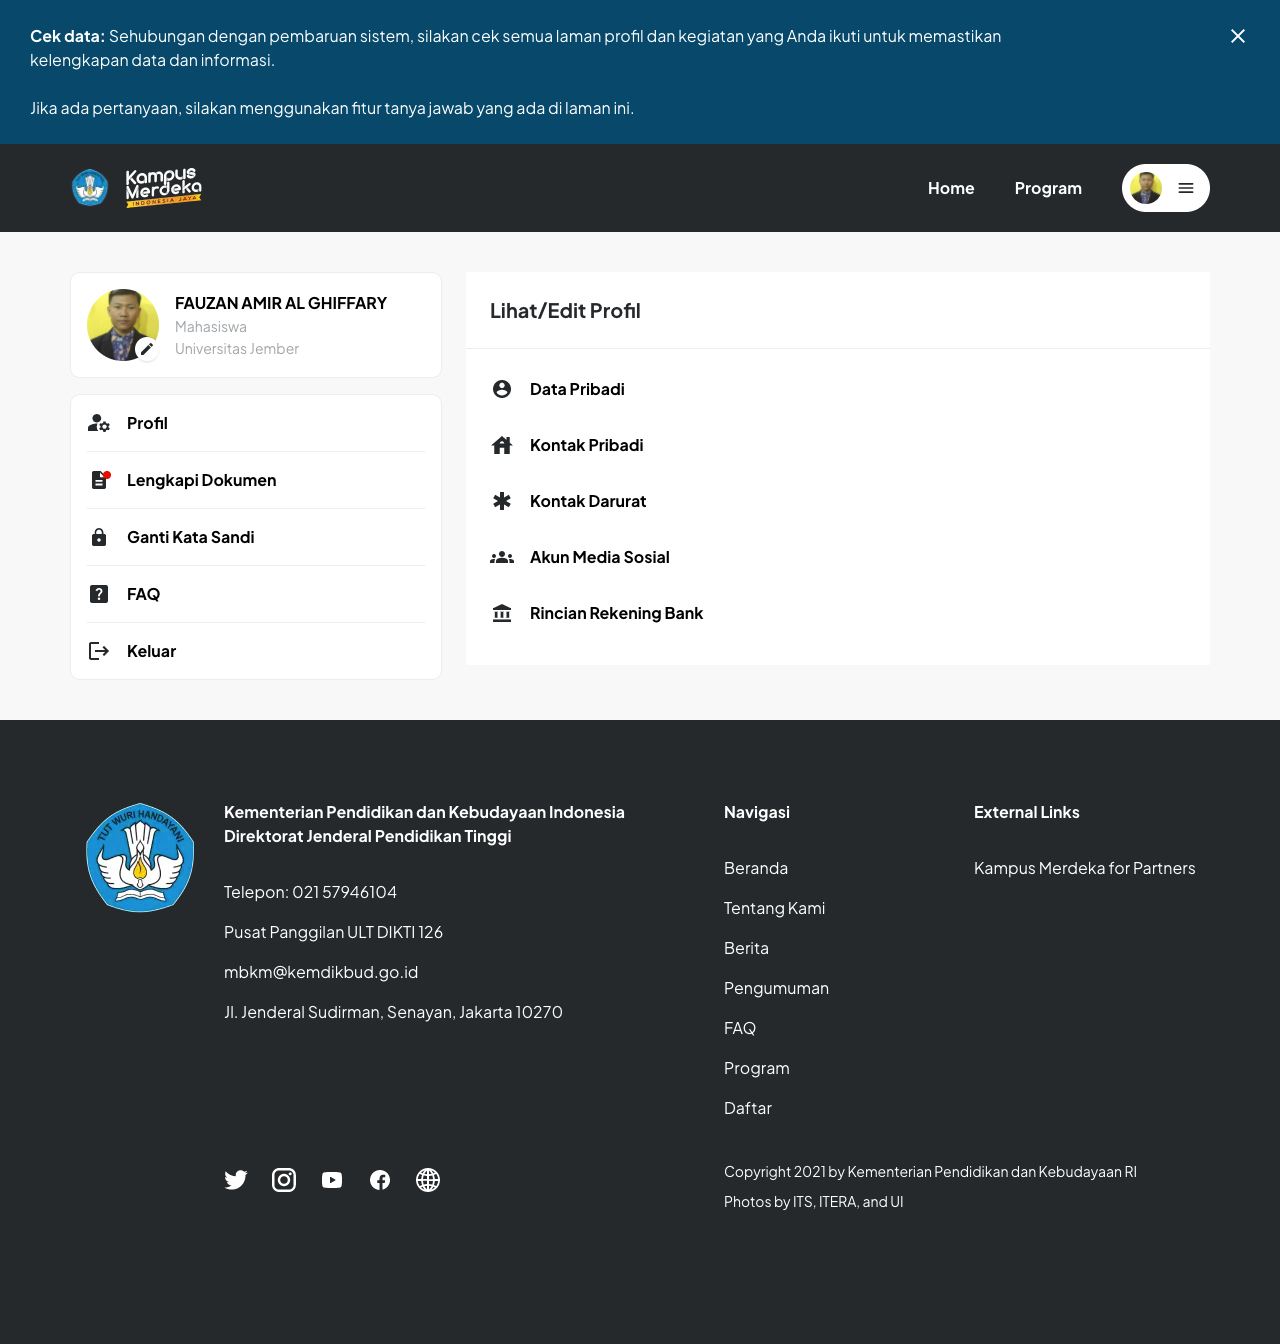 Cek data: Sehubungan dengan pembaruan sistem, silakan cek semua laman profil dan kegiatan yang Anda ikuti untuk memastikan
kelengkapan data dan informasi.
Jika ada pertanyaan, silakan menggunakan fitur tanya jawab yang ada di laman ini.
Kampus
Merdeka
INDONESIA JAYA
Home
Program
FAUZAN AMIR AL GHIFFARY
Mahasiswa
Universitas Jember
Profil
Lengkapi Dokumen
Ganti Kata Sandi
FAQ
Keluar
Lihat/Edit Profil
Data Pribadi
Kontak Pribadi
Kontak Darurat
Akun Media Sosial
Rincian Rekening Bank
TUT WURI HANDAYANI
Kementerian Pendidikan dan Kebudayaan Indonesia
Direktorat Jenderal Pendidikan Tinggi
Telepon: 021 57946104
Pusat Panggilan ULT DIKTI 126
mbkm@kemdikbud.go.id
Jl. Jenderal Sudirman, Senayan, Jakarta 10270
Navigasi
Beranda
Tentang Kami
Berita
Pengumuman
FAQ
Program
Daftar
External Links
Kampus Merdeka for Partners
Copyright 2021 by Kementerian Pendidikan dan Kebudayaan RI
Photos by ITS, ITERA, and UI